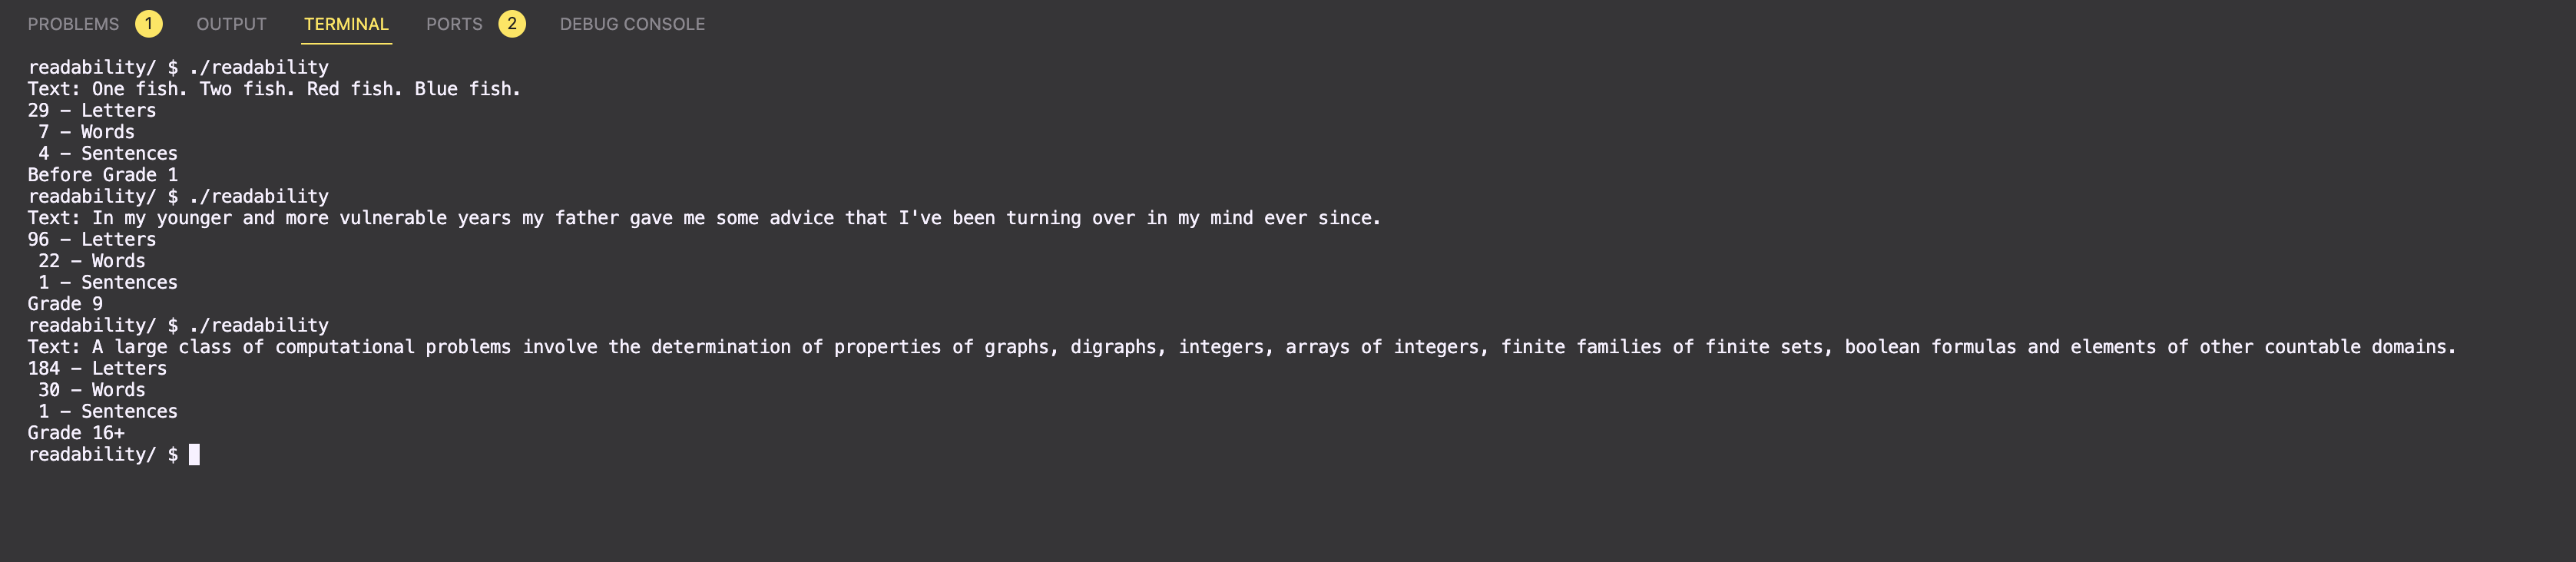 PROBLEMS 1 OUTPUT TERMINAL PORTS 2 DEBUG CONSOLE
readability/ $ ./readability
Text: One fish. Two fish. Red fish. Blue fish.
29 - Letters
 7 - Words
 4 - Sentences
Before Grade 1
readability/ $ ./readability
Text: In my younger and more vulnerable years my father gave me some advice that I've been turning over in my mind ever since.
96 - Letters
 22 - Words
 1 - Sentences
Grade 9
readability/ $ ./readability
Text: A large class of computational problems involve the determination of properties of graphs, digraphs, integers, arrays of integers, finite families of finite sets, boolean formulas and elements of other countable domains.
184 - Letters
 30 - Words
 1 - Sentences
Grade 16+
readability/ $